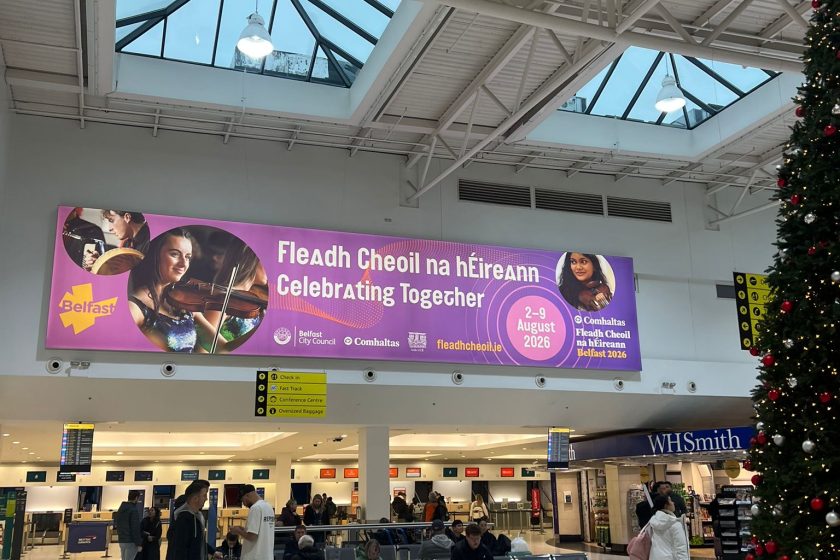 Fleadh Cheoil na hÉireann
Celebrating Together
Belfast
Belfast
City Council
Comhaltas
fleadhcheoil.ie
2–9
August
2026
Comhaltas
Fleadh Cheoil
na hÉireann
Belfast 2026
Check in
Fast Track
Conference Centre
Oversized Baggage
WHSmith